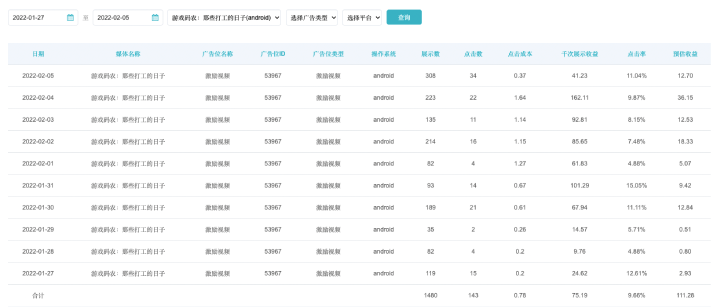 2022-01-27 至 2022-02-05 游戏码农：那些打工的日子(android) 选择广告类型 选择平台 查询
日期 媒体名称 广告位名称 广告位ID 广告位类型 操作系统 展示数 点击数 点击成本 千次展示收益 点击率 预估收益
2022-02-05 游戏码农：那些打工的日子 激励视频 53967 激励视频 android 308 34 0.37 41.23 11.04% 12.70
2022-02-04 游戏码农：那些打工的日子 激励视频 53967 激励视频 android 223 22 1.64 162.11 9.87% 36.15
2022-02-03 游戏码农：那些打工的日子 激励视频 53967 激励视频 android 135 11 1.14 92.81 8.15% 12.53
2022-02-02 游戏码农：那些打工的日子 激励视频 53967 激励视频 android 214 16 1.15 85.65 7.48% 18.33
2022-02-01 游戏码农：那些打工的日子 激励视频 53967 激励视频 android 82 4 1.27 61.83 4.88% 5.07
2022-01-31 游戏码农：那些打工的日子 激励视频 53967 激励视频 android 93 14 0.67 101.29 15.05% 9.42
2022-01-30 游戏码农：那些打工的日子 激励视频 53967 激励视频 android 189 21 0.61 67.94 11.11% 12.84
2022-01-29 游戏码农：那些打工的日子 激励视频 53967 激励视频 android 35 2 0.26 14.57 5.71% 0.51
2022-01-28 游戏码农：那些打工的日子 激励视频 53967 激励视频 android 82 4 0.2 9.76 4.88% 0.80
2022-01-27 游戏码农：那些打工的日子 激励视频 53967 激励视频 android 119 15 0.2 24.62 12.61% 2.93
合计 1480 143 0.78 75.19 9.66% 111.28